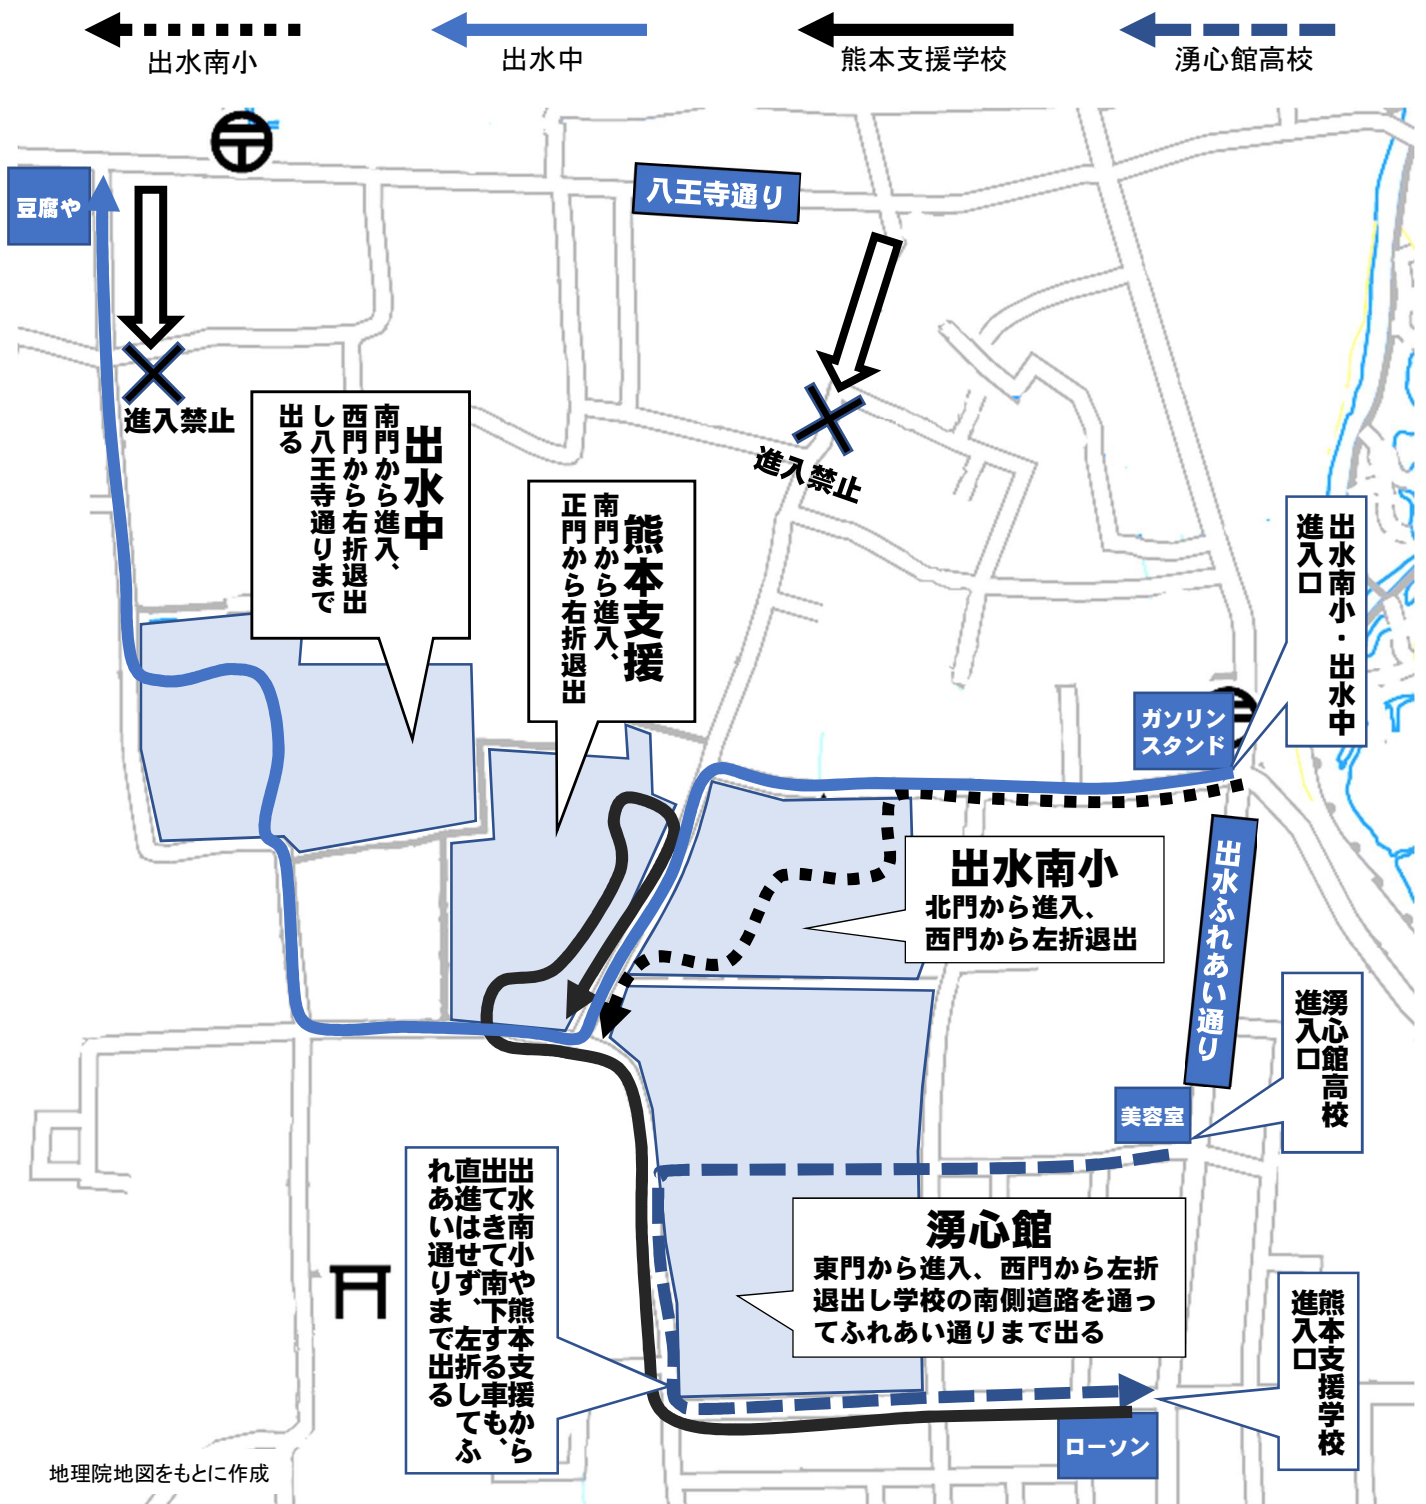 出水南小
出水中
熊本支援学校
湧心館高校
豆腐や
八王寺通り
進入禁止
進入禁止
出水中
南門から進入、
西門から右折退出
し八王寺通りまで
出る
熊本支援
南門から進入、
正門から右折退出
出水南小・出水中
進入口
ガソリン
スタンド
出水南小
北門から進入、
西門から左折退出
出水ふれあい通り
湧心館高校
進入口
美容室
出水南小や熊本支援から
出てきて南下する車も、
直進はせず、左折してふ
れあい通りまで出る
湧心館
東門から進入、西門から左折
退出し学校の南側道路を通っ
てふれあい通りまで出る
熊本支援学校
進入口
ローソン
地理院地図をもとに作成